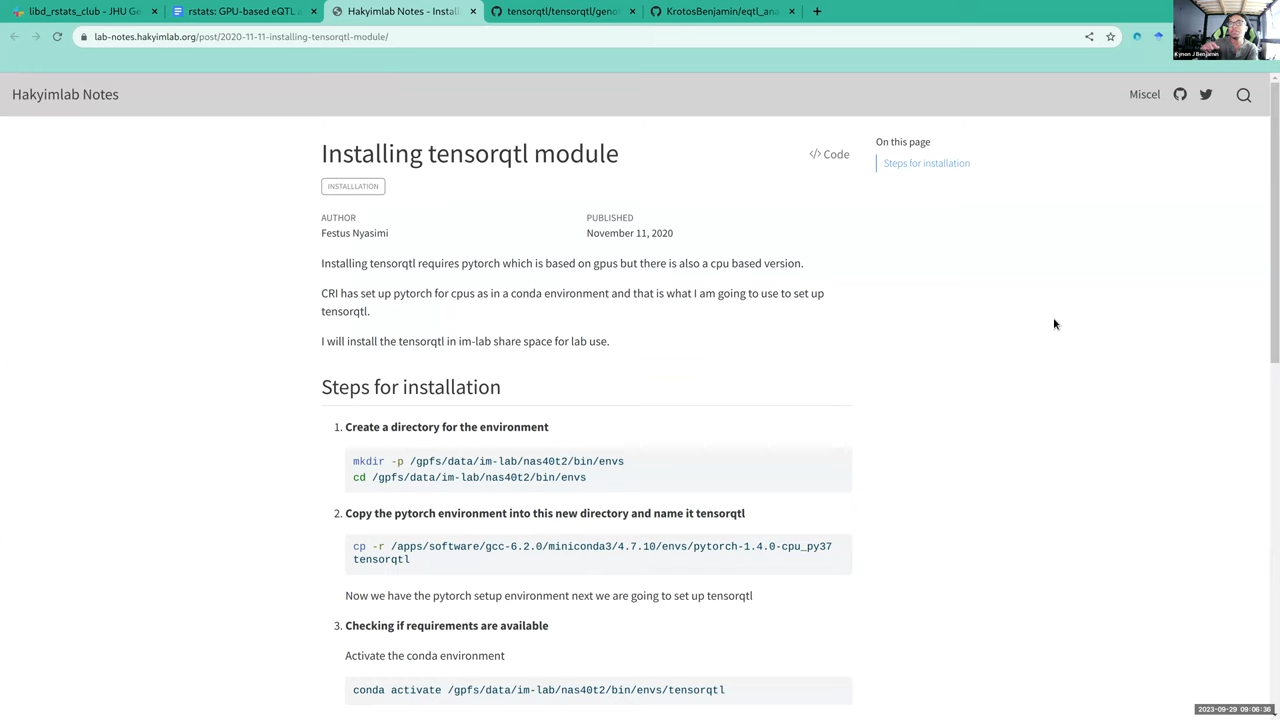 libd_rstats_club - JHU Ge
rstats: GPU-based eQTL a
Hakyimlab Notes - Install
tensorqtl/tensorqtl/geno
KrotosBenjamin/eqtl_ana
lab-notes.hakyimlab.org/post/2020-11-11-installing-tensorqtl-module/
Kynon J Benjamin
Hakyimlab Notes
Miscel
Installing tensorqtl module
</> Code
On this page
Steps for installation
INSTALLLATION
AUTHOR
PUBLISHED
Festus Nyasimi
November 11, 2020
Installing tensorqtl requires pytorch which is based on gpus but there is also a cpu based version.
CRI has set up pytorch for cpus as in a conda environment and that is what I am going to use to set up
tensorqtl.
I will install the tensorqtl in im-lab share space for lab use.
Steps for installation
1. Create a directory for the environment
mkdir -p /gpfs/data/im-lab/nas40t2/bin/envs
cd /gpfs/data/im-lab/nas40t2/bin/envs
2. Copy the pytorch environment into this new directory and name it tensorqtl
cp -r /apps/software/gcc-6.2.0/miniconda3/4.7.10/envs/pytorch-1.4.0-cpu_py37
tensorqtl
Now we have the pytorch setup environment next we are going to set up tensorqtl
3. Checking if requirements are available
Activate the conda environment
conda activate /gpfs/data/im-lab/nas40t2/bin/envs/tensorqtl
2023-09-29 09:06:36